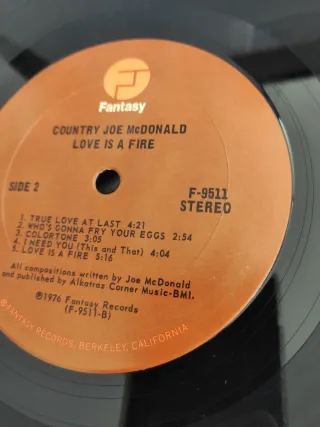 Fantasy
COUNTRY JOE McDONALD
LOVE IS A FIRE
SIDE 2
F-9511
STEREO
1. TRUE LOVE AT LAST 4:21
2. WHO'S GONNA FRY YOUR EGGS 2:54
3. COLORTONE 3:05
4. I NEED YOU (This and That) 4:04
5. LOVE IS A FIRE 5:16
All compositions written by Joe McDonald
and published by Alkatraz Corner Music-BMI.
℗1976 Fantasy Records
(F-9511-B)
® FANTASY RECORDS, BERKELEY, CALIFORNIA